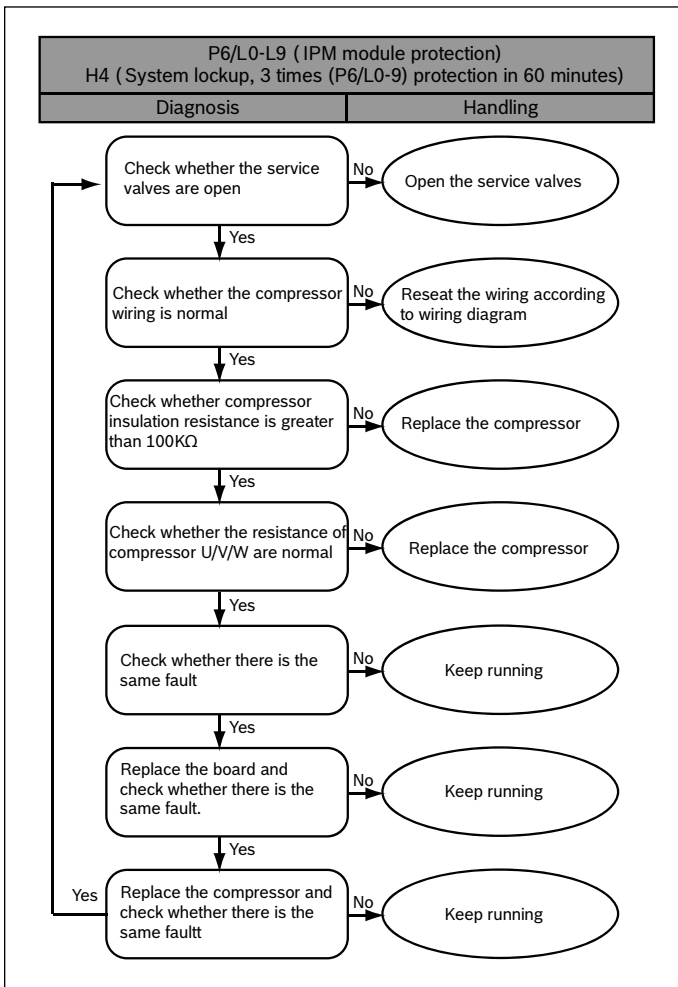 P6/L0-L9 ( IPM module protection)
H4 ( System lockup, 3 times (P6/L0-9) protection in 60 minutes)
Diagnosis
Handling
Check whether the service
valves are open
No
Open the service valves
Yes
Check whether the compressor
wiring is normal
No
Reseat the wiring according
to wiring diagram
Yes
Check whether compressor
insulation resistance is greater
than 100KΩ
No
Replace the compressor
Yes
Check whether the resistance of
compressor U/V/W are normal
No
Replace the compressor
Yes
Check whether there is the
same fault
No
Keep running
Yes
Replace the board and
check whether there is the
same fault.
No
Keep running
Yes
Yes
Replace the compressor and
check whether there is the
same faultt
No
Keep running